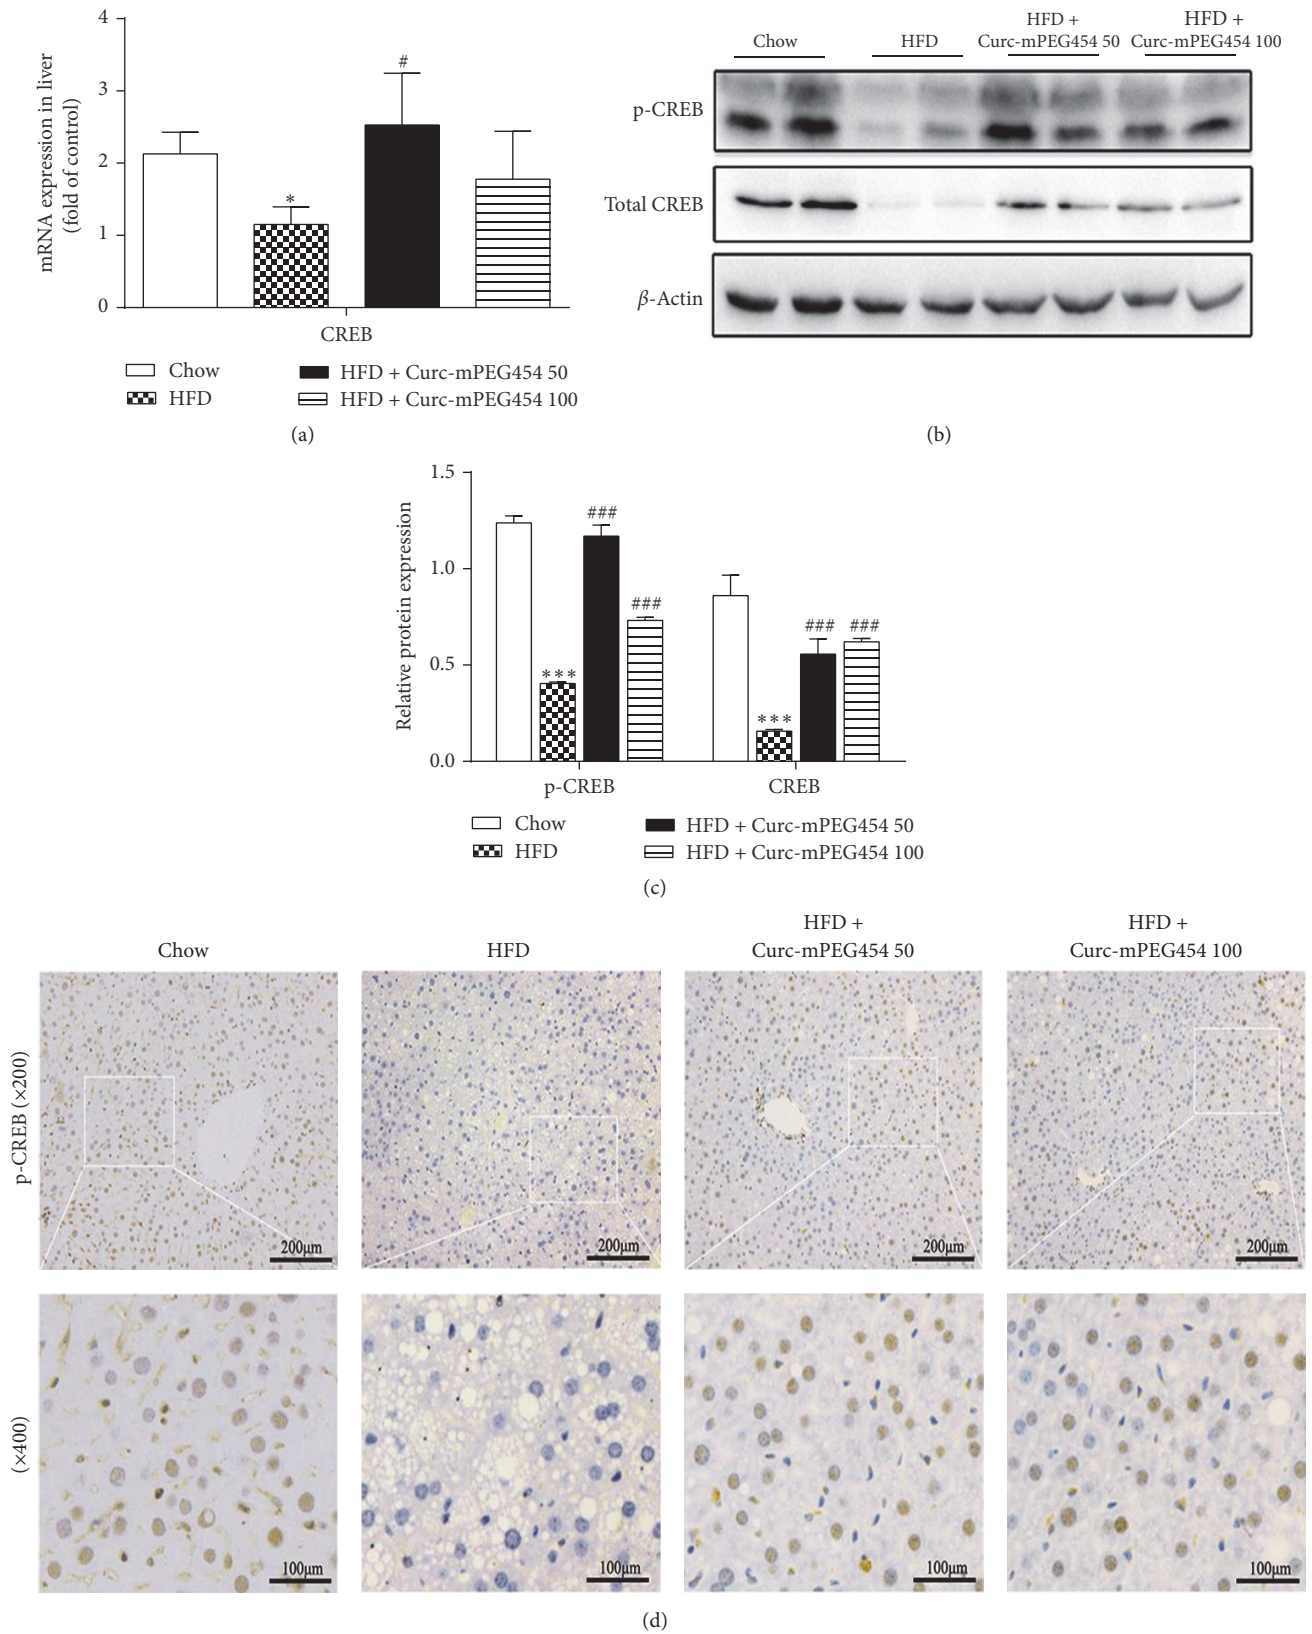 4
3
2
1
0
mRNA expression in liver
(fold of control)
*
#
CREB
Chow
HFD
HFD + Curc-mPEG454 50
HFD + Curc-mPEG454 100
(a)
Chow
HFD
HFD +
Curc-mPEG454 50
HFD +
Curc-mPEG454 100
p-CREB
Total CREB
β-Actin
(b)
1.5
1.0
0.5
0.0
Relative protein expression
***
###
###
***
###
###
p-CREB
CREB
Chow
HFD
HFD + Curc-mPEG454 50
HFD + Curc-mPEG454 100
(c)
Chow
HFD
HFD +
Curc-mPEG454 50
HFD +
Curc-mPEG454 100
p-CREB (×200)
200μm
200μm
200μm
200μm
(×400)
100μm
100μm
100μm
100μm
(d)